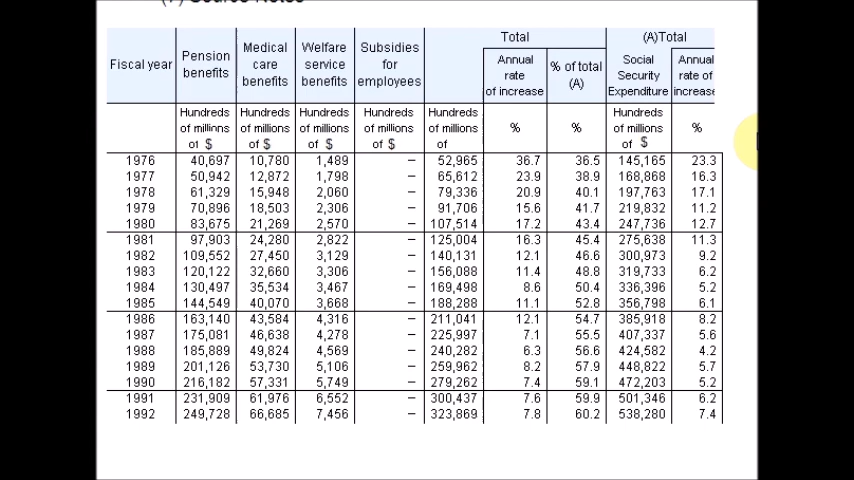 Total (A)Total
Fiscal year Pension benefits Medical care benefits Welfare service benefits Subsidies for employees Annual rate of increase % of total (A) Social Security Expenditure Annual rate of increase
Hundreds of millions of $ Hundreds of millions of $ Hundreds of millions of $ Hundreds of millions of $ Hundreds of millions of % % Hundreds of millions of $ %
1976 40,697 10,780 1,489 – 52,965 36.7 36.5 145,165 23.3
1977 50,942 12,872 1,798 – 65,612 23.9 38.9 168,868 16.3
1978 61,329 15,948 2,060 – 79,336 20.9 40.1 197,763 17.1
1979 70,896 18,503 2,306 – 91,706 15.6 41.7 219,832 11.2
1980 83,675 21,269 2,570 – 107,514 17.2 43.4 247,736 12.7
1981 97,903 24,280 2,822 – 125,004 16.3 45.4 275,638 11.3
1982 109,552 27,450 3,129 – 140,131 12.1 46.6 300,973 9.2
1983 120,122 32,660 3,306 – 156,088 11.4 48.8 319,733 6.2
1984 130,497 35,534 3,467 – 169,498 8.6 50.4 336,396 5.2
1985 144,549 40,070 3,668 – 188,288 11.1 52.8 356,798 6.1
1986 163,140 43,584 4,316 – 211,041 12.1 54.7 385,918 8.2
1987 175,081 46,638 4,278 – 225,997 7.1 55.5 407,337 5.6
1988 185,889 49,824 4,569 – 240,282 6.3 56.6 424,582 4.2
1989 201,126 53,730 5,106 – 259,962 8.2 57.9 448,822 5.7
1990 216,182 57,331 5,749 – 279,262 7.4 59.1 472,203 5.2
1991 231,909 61,976 6,552 – 300,437 7.6 59.9 501,346 6.2
1992 249,728 66,685 7,456 – 323,869 7.8 60.2 538,280 7.4